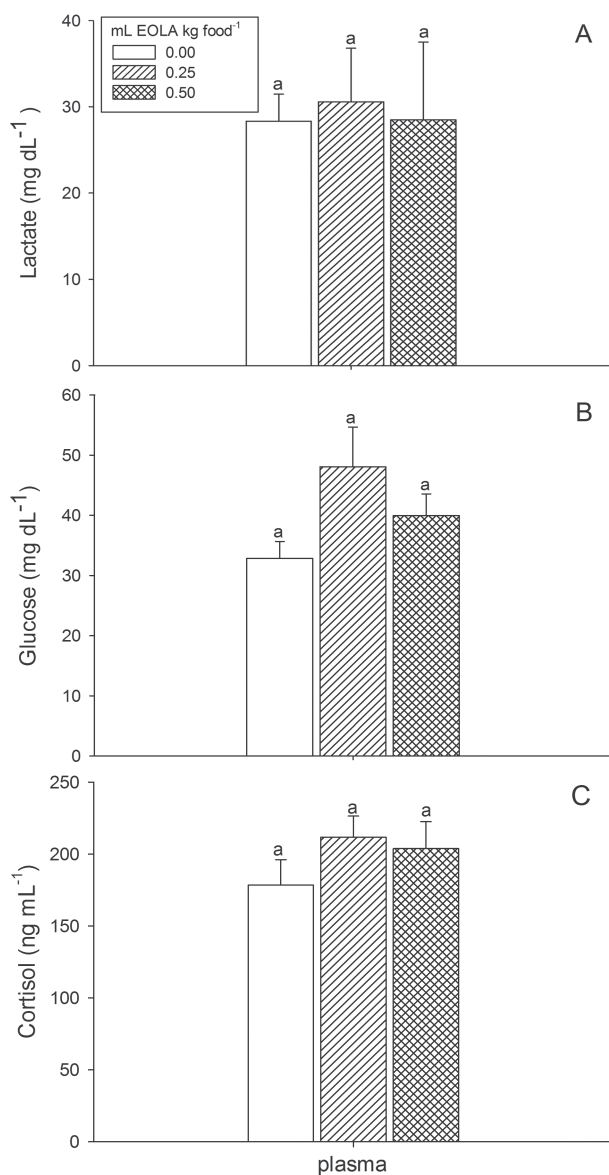 mL EOLA kg food⁻¹
0.00
0.25
0.50
A
40
30
20
10
0
Lactate (mg dL⁻¹)
a a a
B
60
50
40
30
20
10
0
Glucose (mg dL⁻¹)
a a a
C
250
200
150
100
50
0
Cortisol (ng mL⁻¹)
a a a
plasma